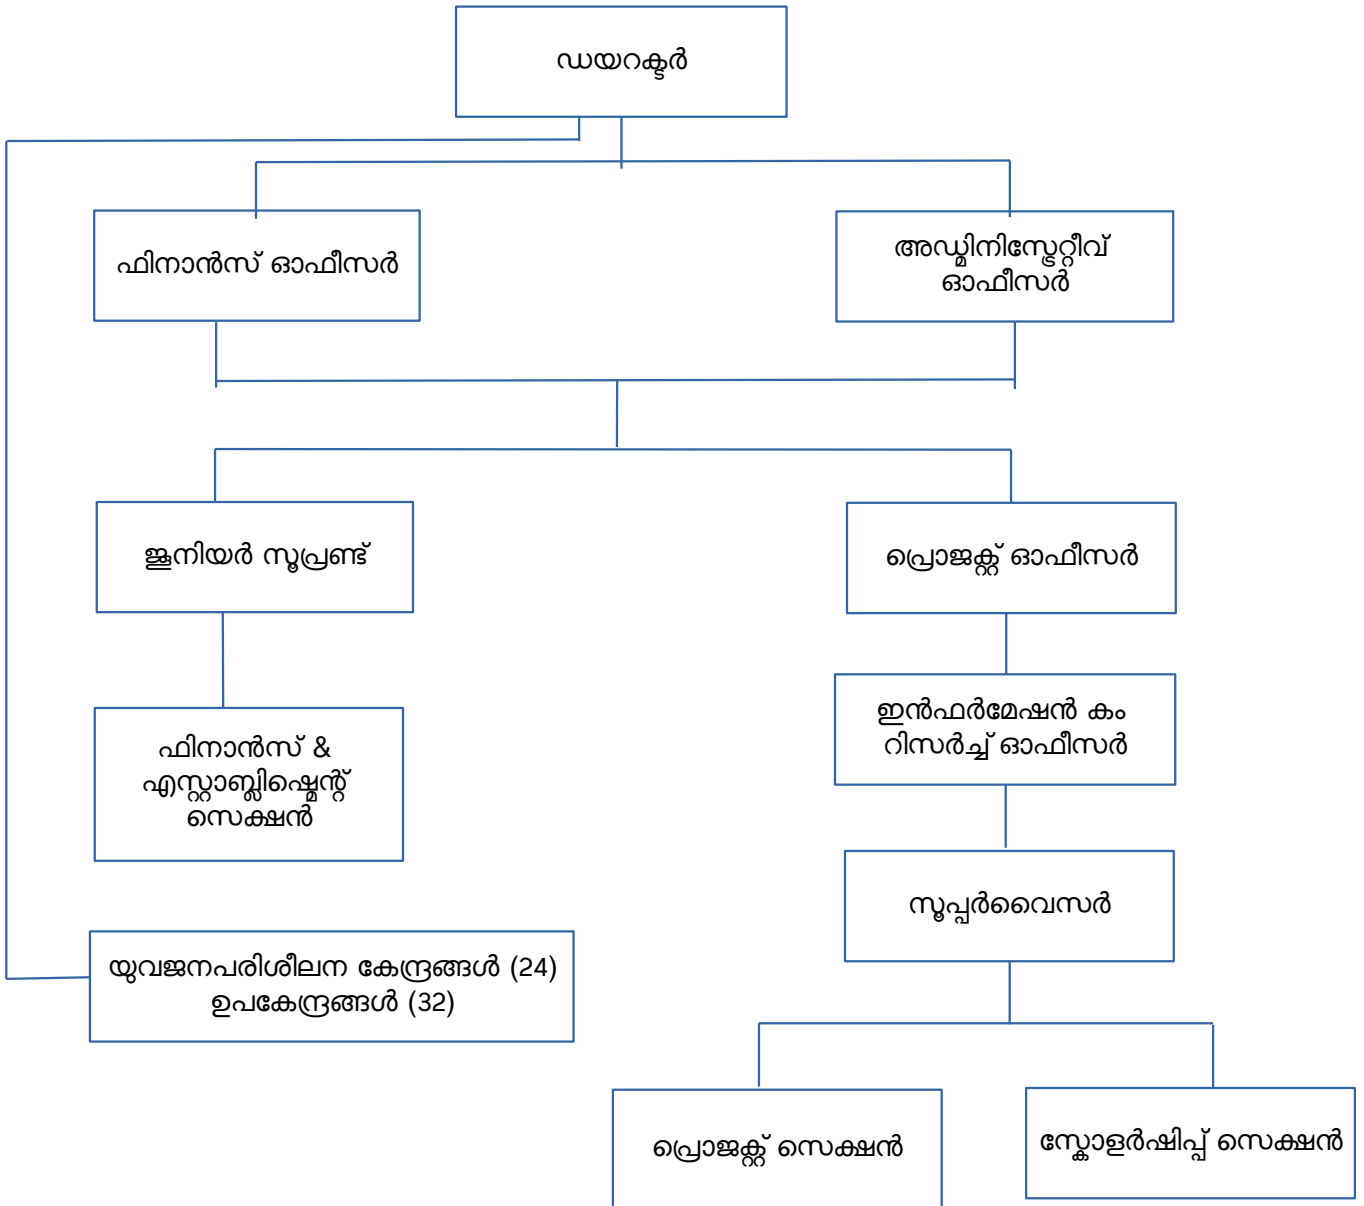 ഡയറക്ടർ
ഫിനാൻസ് ഓഫീസർ
അഡ്മിനിസ്ട്രേറ്റീവ്
ഓഫീസർ
ജൂനിയർ സൂപ്രണ്ട്
പ്രൊജക്റ്റ് ഓഫീസർ
ഫിനാൻസ് &
എസ്റ്റാബ്ലിഷ്മെന്റ്
സെക്ഷൻ
ഇൻഫർമേഷൻ കം
റിസർച്ച് ഓഫീസർ
സൂപ്പർവൈസർ
യുവജനപരിശീലന കേന്ദ്രങ്ങൾ (24)
ഉപകേന്ദ്രങ്ങൾ (32)
പ്രൊജക്റ്റ് സെക്ഷൻ
സ്കോളർഷിപ്പ് സെക്ഷൻ